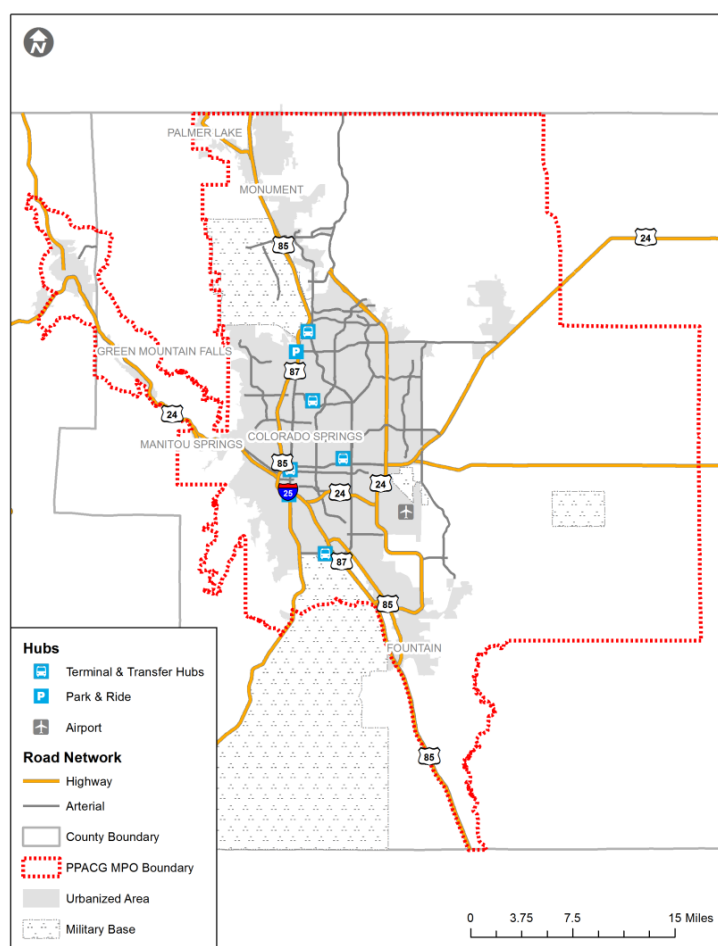 N
PALMER LAKE
MONUMENT
85
24
GREEN MOUNTAIN FALLS
P
87
24
MANITOU SPRINGS
COLORADO SPRINGS
85
24
25
24
87
85
FOUNTAIN
85
Hubs
Terminal & Transfer Hubs
P Park & Ride
Airport
Road Network
Highway
Arterial
County Boundary
PPACG MPO Boundary
Urbanized Area
Military Base
0 3.75 7.5 15 Miles